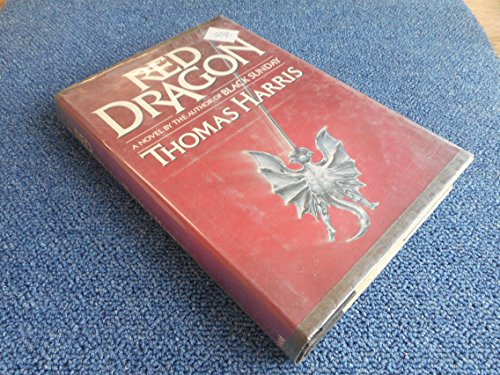 RED
DRAGON
A NOVEL BY THE AUTHOR OF BLACK SUNDAY
THOMAS HARRIS